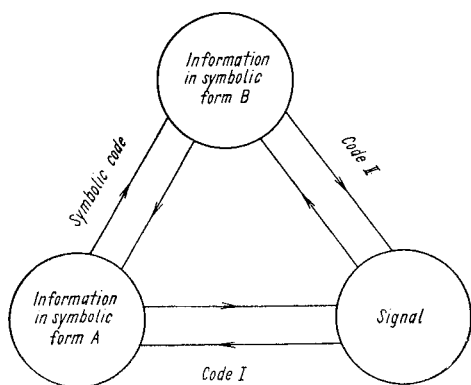 Information
in symbolic
form B
Symbolic code
Code II
Information
in symbolic
form A
Signal
Code I